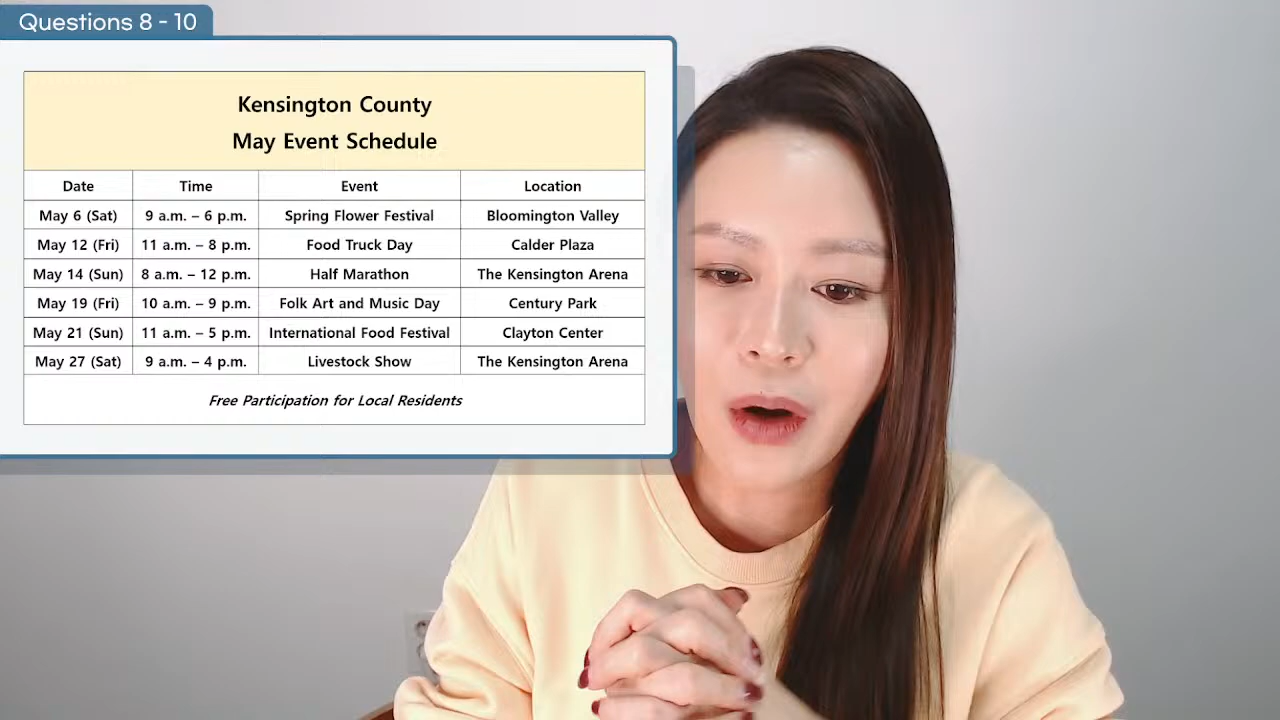 Questions 8 - 10
Kensington County
May Event Schedule
Date Time Event Location
May 6 (Sat) 9 a.m. – 6 p.m. Spring Flower Festival Bloomington Valley
May 12 (Fri) 11 a.m. – 8 p.m. Food Truck Day Calder Plaza
May 14 (Sun) 8 a.m. – 12 p.m. Half Marathon The Kensington Arena
May 19 (Fri) 10 a.m. – 9 p.m. Folk Art and Music Day Century Park
May 21 (Sun) 11 a.m. – 5 p.m. International Food Festival Clayton Center
May 27 (Sat) 9 a.m. – 4 p.m. Livestock Show The Kensington Arena
Free Participation for Local Residents